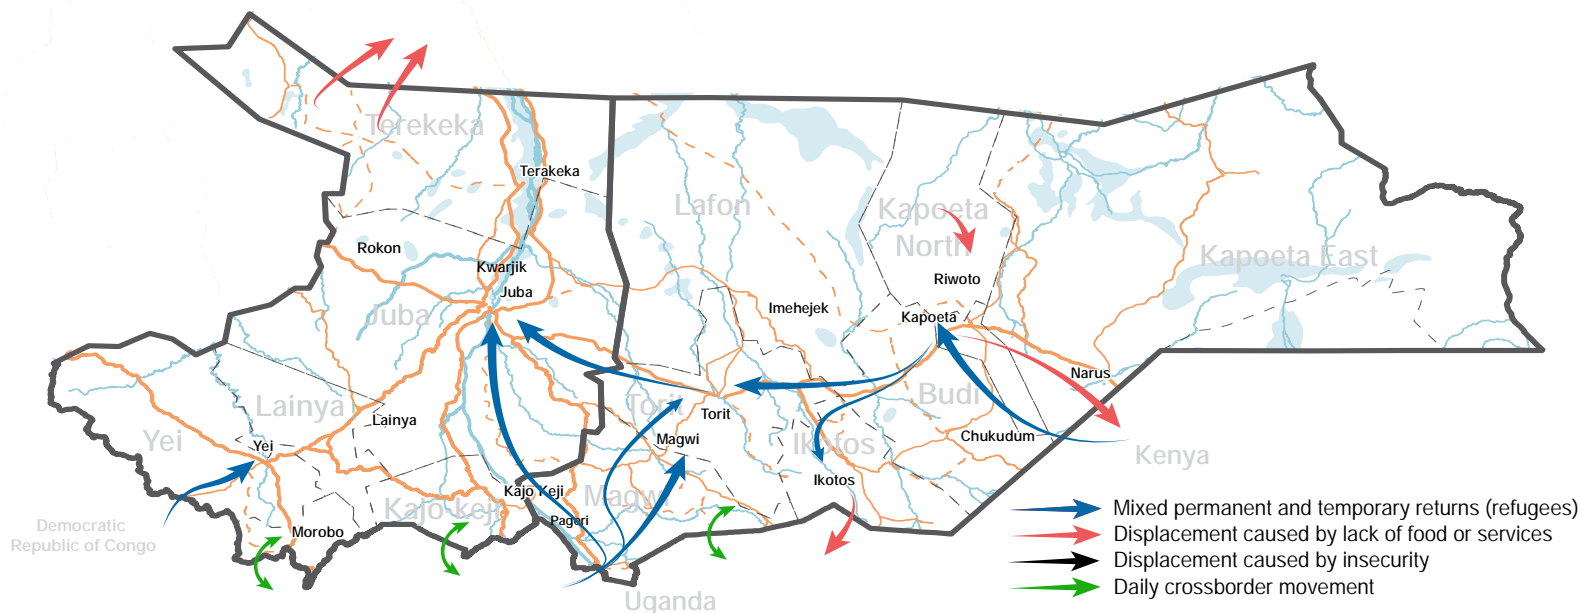 Terekeka
Terakeka
Lafon
Kapoeta
North
Rokon
Kapoeta East
Kwarjik
Riwoto
Juba
Imehejek
Juba
Kapoeta
Narus
Budi
Lainya
Torit
Lainya
Torit
Chukudum
Yei
Magwi
Ikotos
Yei
Kenya
Ikotos
Kajo Keji
Magwi
Kajo-keji
Pageri
Democratic
Republic of Congo
Morobo
Uganda
Mixed permanent and temporary returns (refugees)
Displacement caused by lack of food or services
Displacement caused by insecurity
Daily crossborder movement